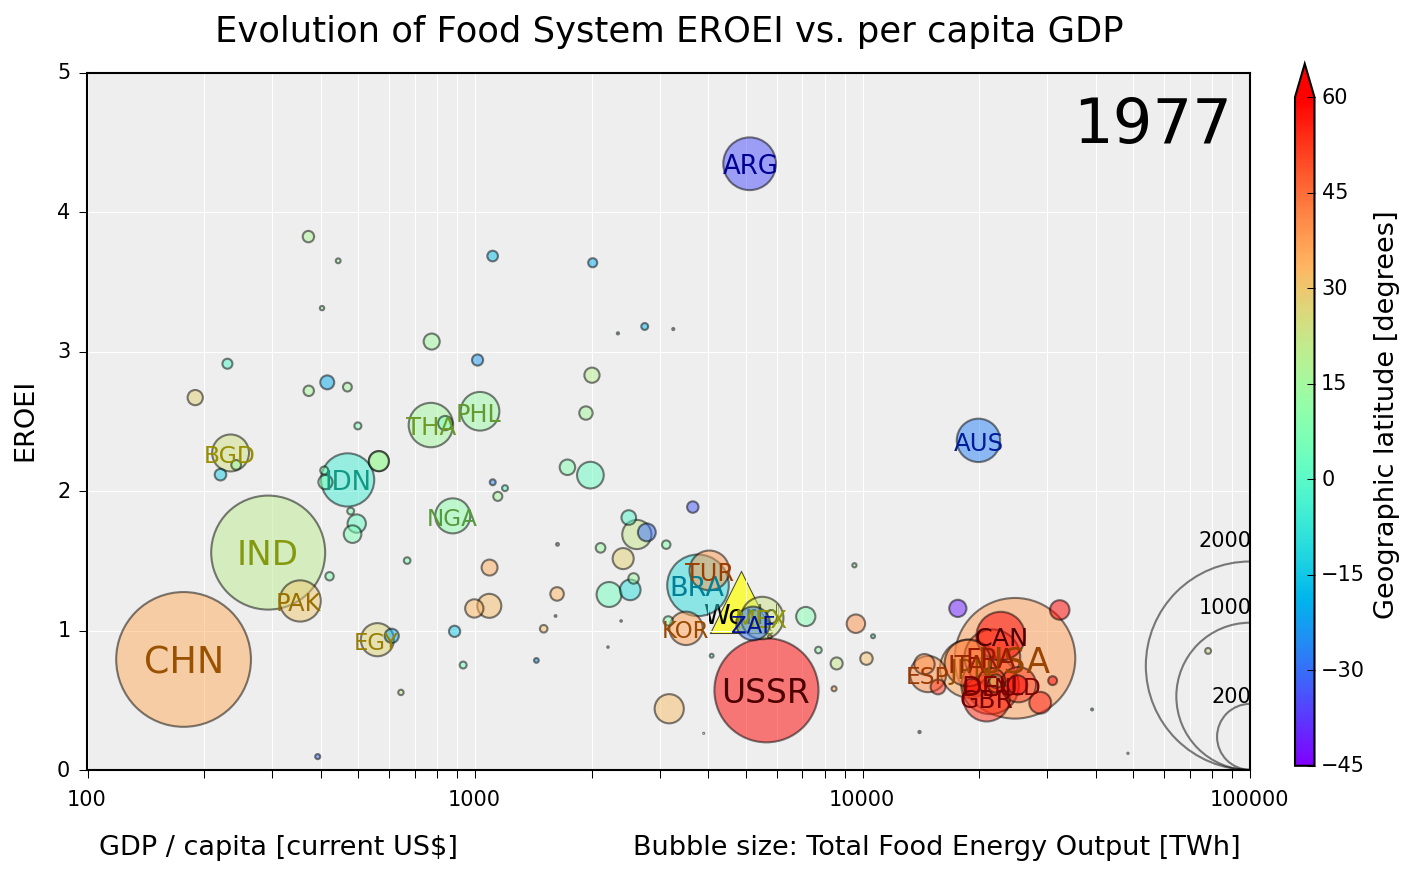 Evolution of Food System EROEI vs. per capita GDP
1977
EROEI
5
4
3
2
1
0
100
1000
10000
100000
GDP / capita [current US$]
Bubble size: Total Food Energy Output [TWh]
ARG
AUS
PHL
THA
BGD
IDN
NGA
IND
PAK
CHN
EGY
TUR
BRA
KOR
ZAF
USSR
CAN
USA
ESP
GBR
2000
1000
200
60
45
30
15
0
−15
−30
−45
Geographic latitude [degrees]